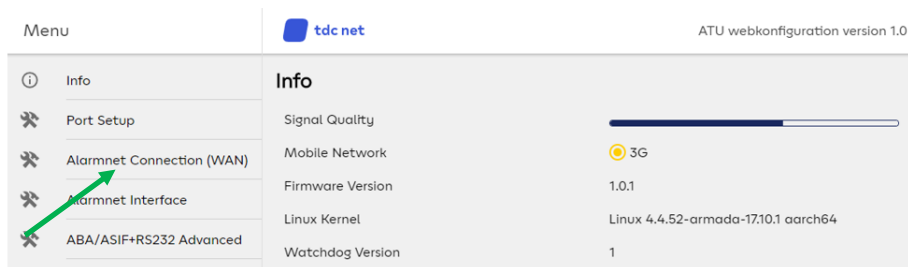 Menu
tdc net
ATU webkonfiguration version 1.0
Info
Port Setup
Alarmnet Connection (WAN)
Alarmnet Interface
ABA/ASIF+RS232 Advanced
Info
Signal Quality
Mobile Network 3G
Firmware Version 1.0.1
Linux Kernel Linux 4.4.52-armada-17.10.1 aarch64
Watchdog Version 1